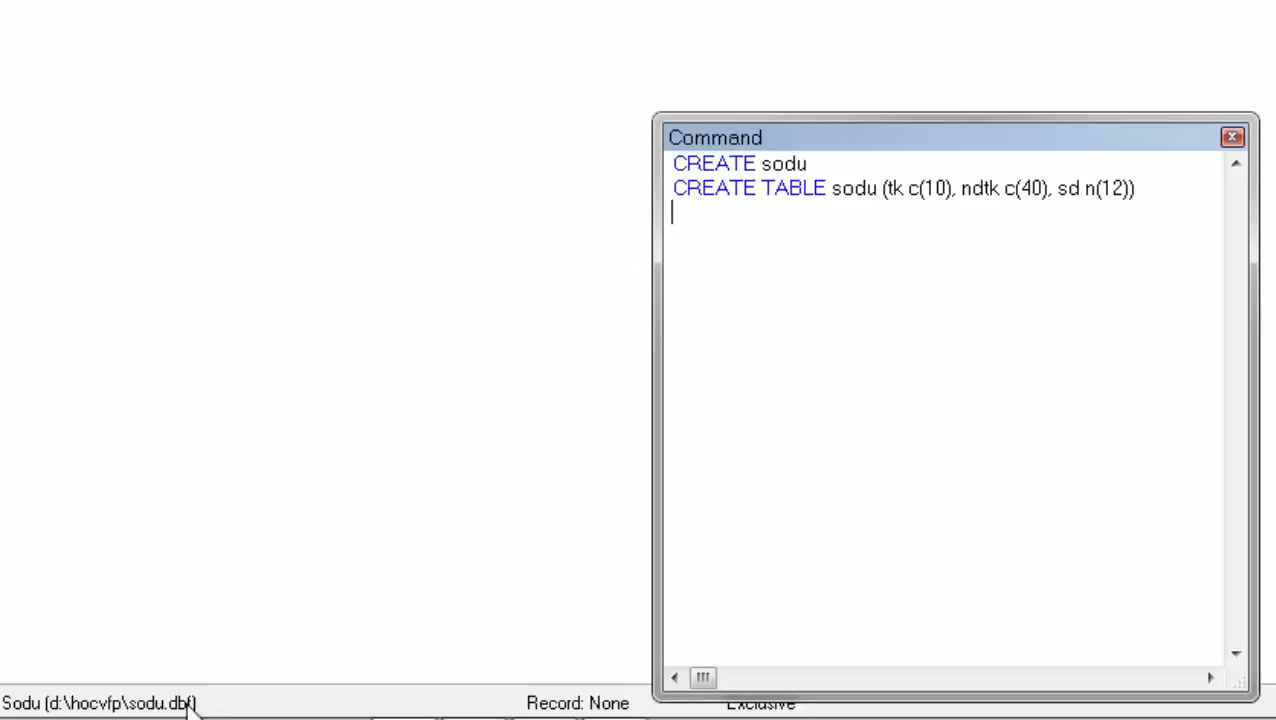 Command
CREATE sodu
CREATE TABLE sodu (tk c(10), ndtk c(40), sd n(12))
Sodu (d:\hocvfp\sodu.dbf) Record: None Exclusive